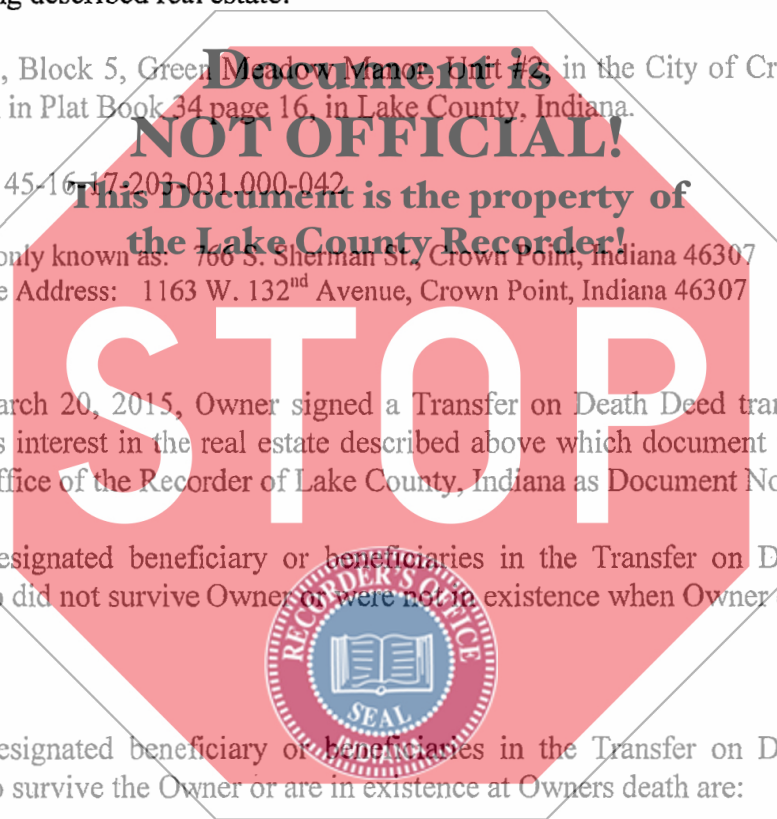 ng described real estate:
, Block 5, Green Meadow Manor, Unit #2, in the City of Cr
Document is
in Plat Book 34 page 16, in Lake County, Indiana.
NOT OFFICIAL!
45-16-17-203-031.000-042
This Document is the property of
the Lake County Recorder!
only known as: 766 S. Sherman St., Crown Point, Indiana 46307
e Address: 1163 W. 132nd Avenue, Crown Point, Indiana 46307
STOP
arch 20, 2015, Owner signed a Transfer on Death Deed tran
s interest in the real estate described above which document
ffice of the Recorder of Lake County, Indiana as Document No
esignated beneficiary or beneficiaries in the Transfer on D
o did not survive Owner or were not in existence when Owner
RECORDER'S OFFICE
SEAL
INDIANA
esignated beneficiary or beneficiaries in the Transfer on D
o survive the Owner or are in existence at Owners death are: